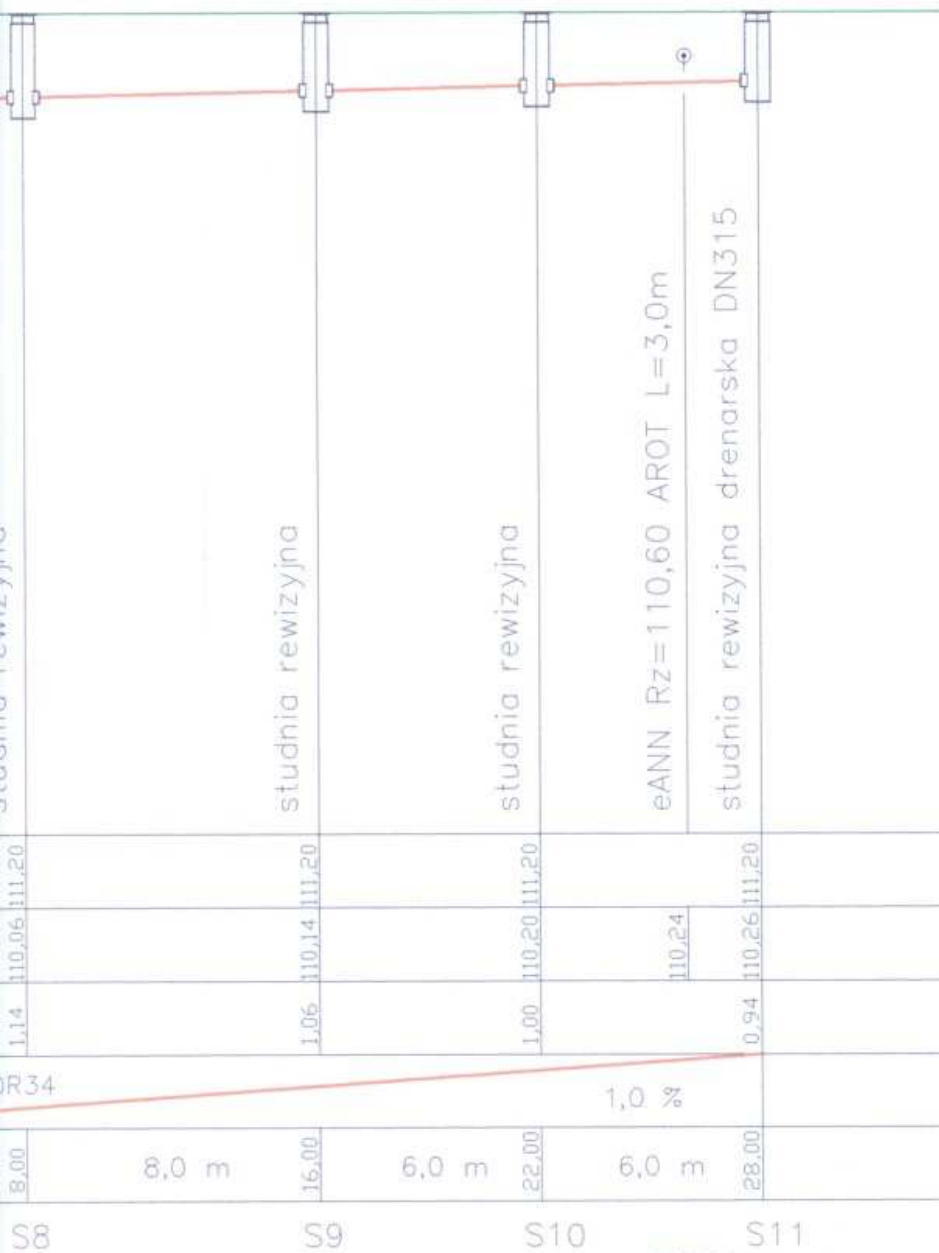 studnia rewizyjna
studnia rewizyjna
studnia rewizyjna
eANN Rz=110,60 AROT L=3,0m
studnia rewizyjna drenarska DN315
111,20
111,20
111,20
111,20
110,06
110,14
110,20
110,24
110,26
1,14
1,06
1,00
0,94
DR34
1,0 %
8,00
8,0 m
16,00
6,0 m
22,00
6,0 m
28,00
S8
S9
S10
S11